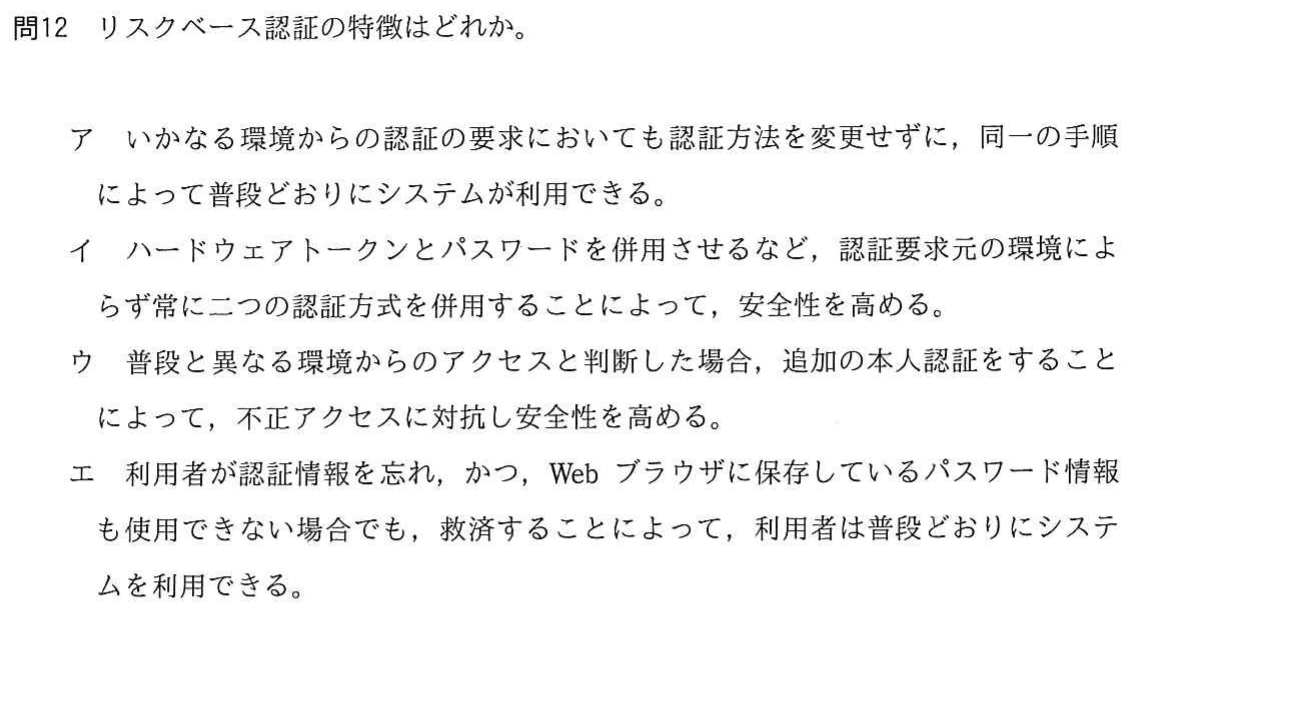 問12　リスクベース認証の特徴はどれか。
ア　いかなる環境からの認証の要求においても認証方法を変更せずに，同一の手順
によって普段どおりにシステムが利用できる。
イ　ハードウェアトークンとパスワードを併用させるなど，認証要求元の環境によ
らず常に二つの認証方式を併用することによって，安全性を高める。
ウ　普段と異なる環境からのアクセスと判断した場合，追加の本人認証をすること
によって，不正アクセスに対抗し安全性を高める。
エ　利用者が認証情報を忘れ，かつ，Web ブラウザに保存しているパスワード情報
も使用できない場合でも，救済することによって，利用者は普段どおりにシステ
ムを利用できる。